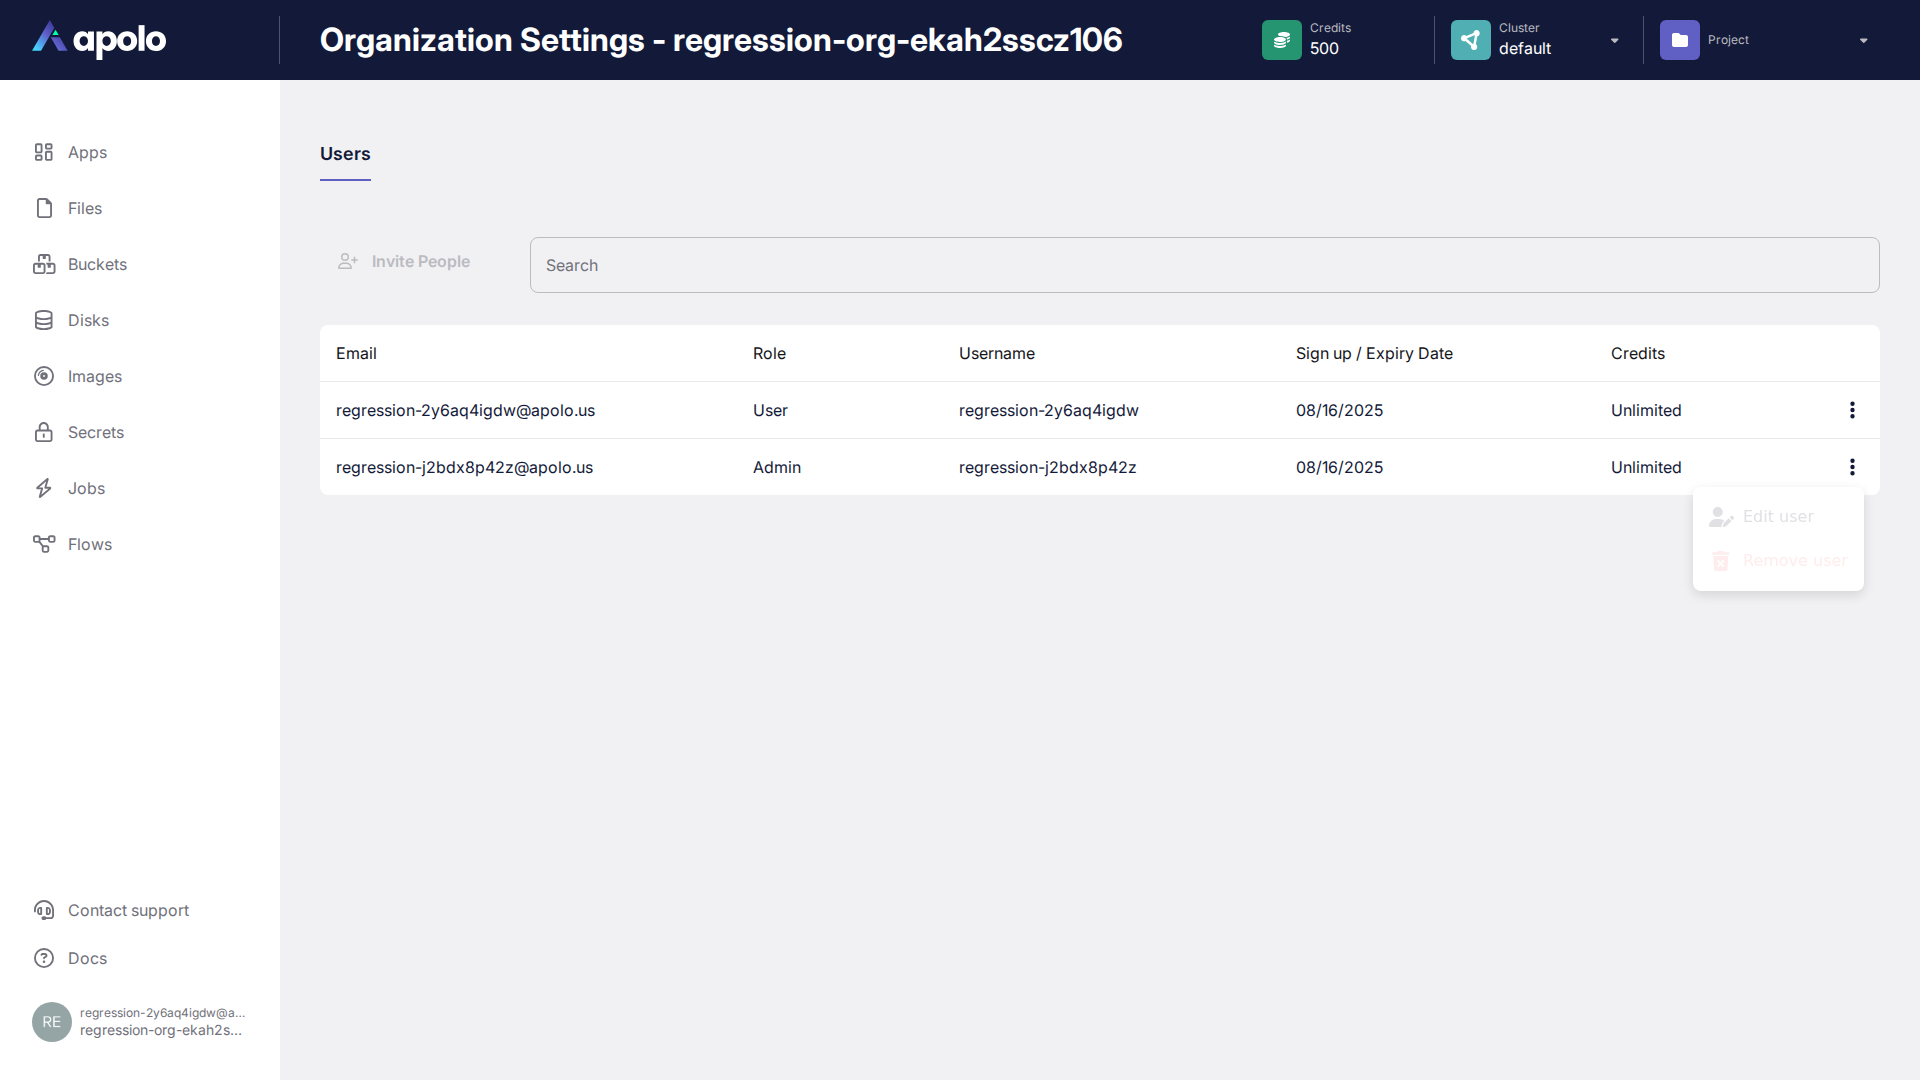 apolo
Organization Settings - regression-org-ekah2sscz106
Credits
500
Cluster
default
Project
Apps
Files
Buckets
Disks
Images
Secrets
Jobs
Flows
Users
Invite People
Search
Email Role Username Sign up / Expiry Date Credits
regression-2y6aq4igdw@apolo.us User regression-2y6aq4igdw 08/16/2025 Unlimited
regression-j2bdx8p42z@apolo.us Admin regression-j2bdx8p42z 08/16/2025 Unlimited
Edit user
Remove user
Contact support
Docs
RE
regression-2y6aq4igdw@a...
regression-org-ekah2s...